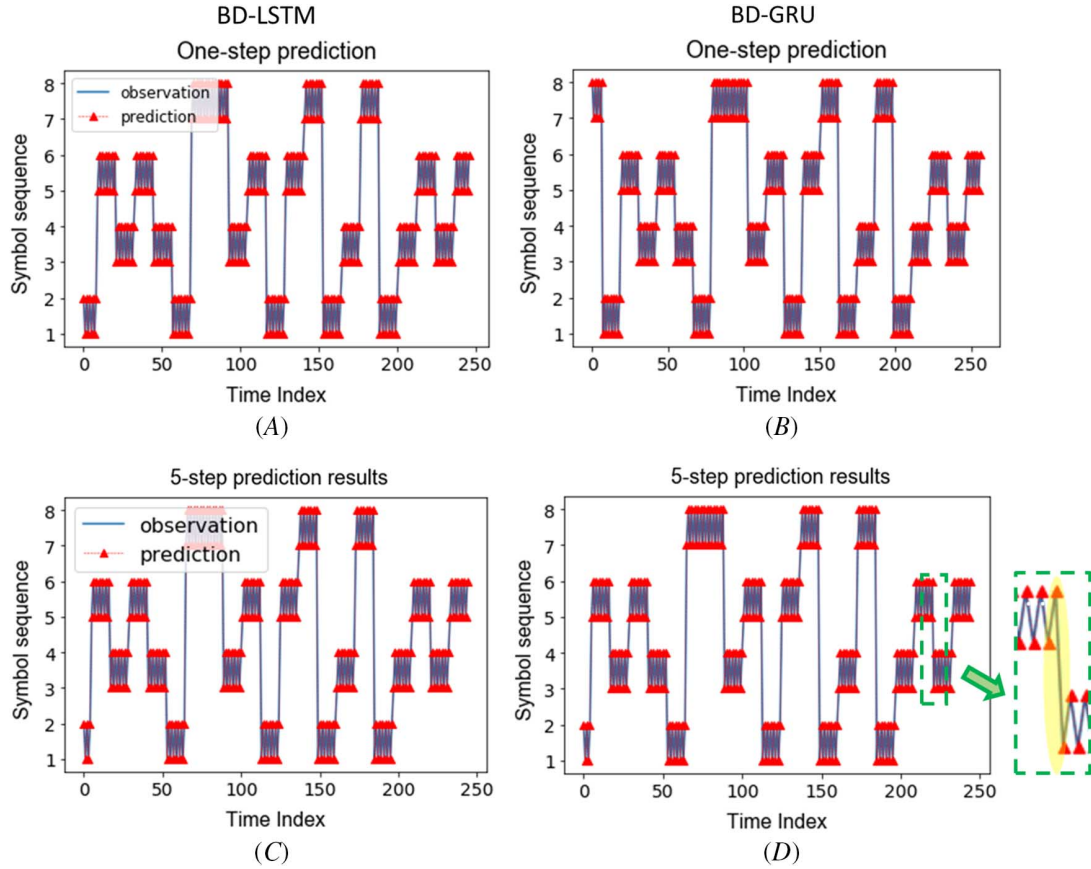 BD-LSTM
BD-GRU
One-step prediction
One-step prediction
observation
prediction
Symbol sequence
8
7
6
5
4
3
2
1
0 50 100 150 200 250
Time Index
(A)
Symbol sequence
8
7
6
5
4
3
2
1
0 50 100 150 200 250
Time Index
(B)
5-step prediction results
5-step prediction results
observation
prediction
Symbol sequence
8
7
6
5
4
3
2
1
0 50 100 150 200 250
Time Index
(C)
Symbol sequence
8
7
6
5
4
3
2
1
0 50 100 150 200 250
Time Index
(D)